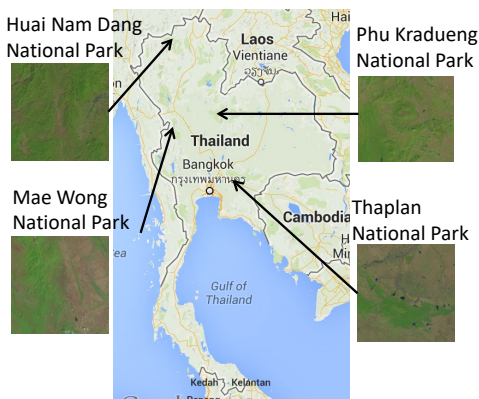 Huai Nam Dang
National Park
Phu Kradueng
National Park
Laos
Vientiane
Hai
Thailand
Bangkok
กรุงเทพมหานคร
Mae Wong
National Park
Thaplan
National Park
Cambodia
Gulf of
Thailand
Kedah
Kelantan